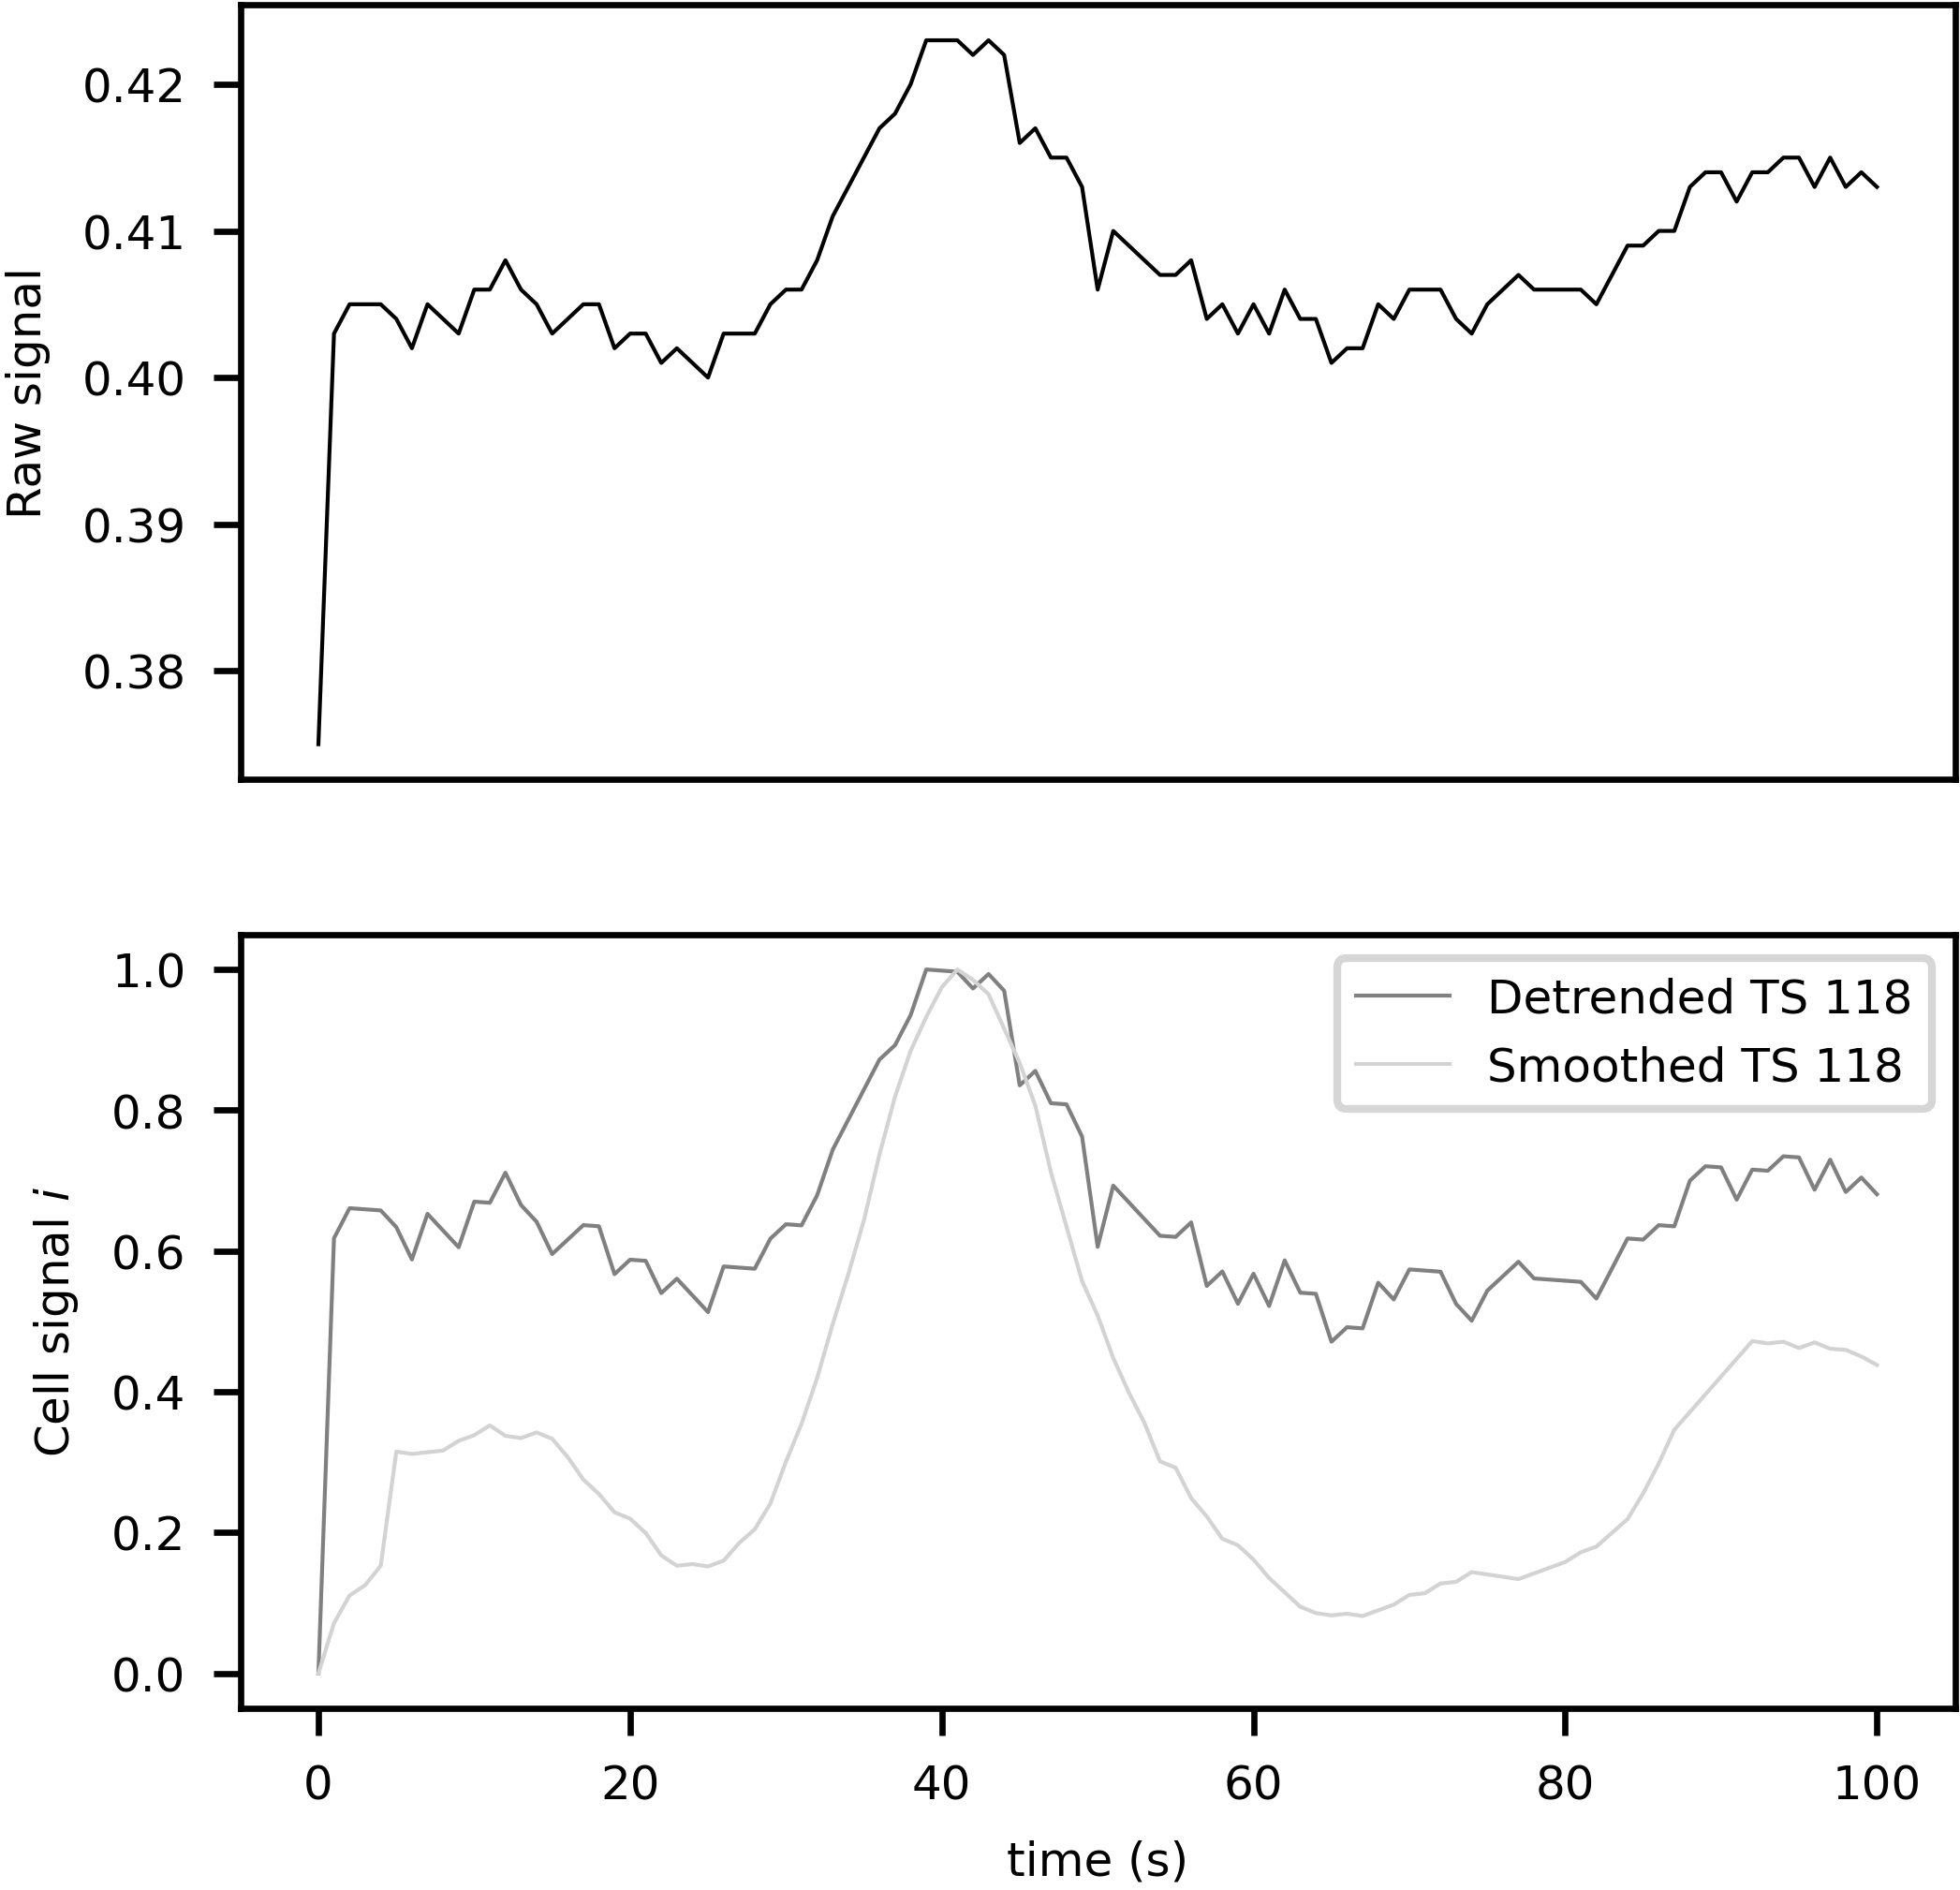 0.42
0.41
0.40
0.39
0.38
Raw signal
1.0
0.8
0.6
0.4
0.2
0.0
Cell signal i
Detrended TS 118
Smoothed TS 118
0 20 40 60 80 100
time (s)